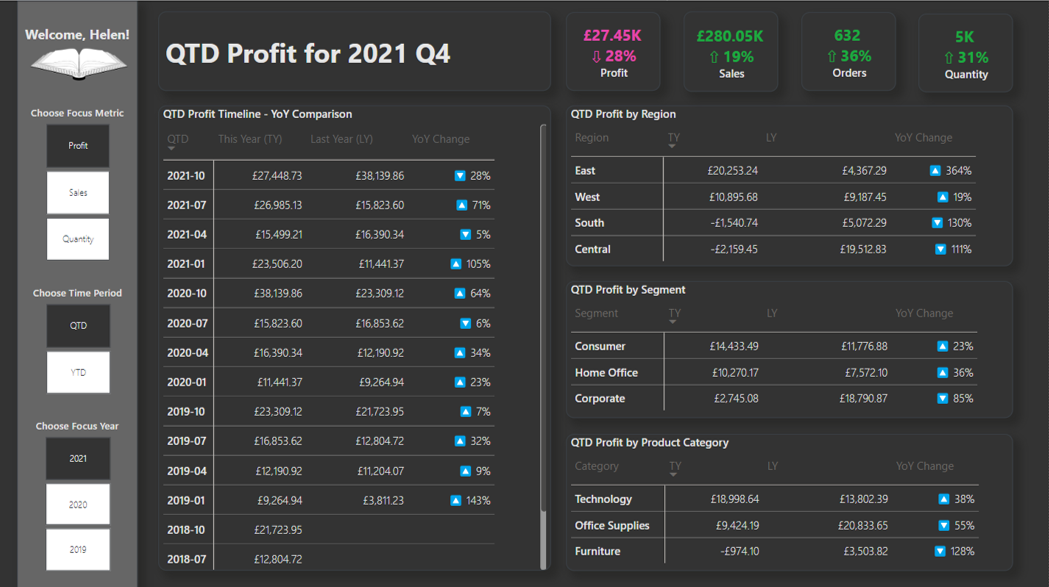 Welcome, Helen!
Choose Focus Metric
Profit
Sales
Quantity
Choose Time Period
QTD
YTD
Choose Focus Year
2021
2020
2019
QTD Profit for 2021 Q4
£27.45K
⇩ 28%
Profit
£280.05K
⇧ 19%
Sales
632
⇧ 36%
Orders
5K
⇧ 31%
Quantity
QTD Profit Timeline - YoY Comparison
QTD This Year (TY) Last Year (LY) YoY Change
2021-10 £27,448.73 £38,139.86 🔽 28%
2021-07 £26,985.13 £15,823.60 🔼 71%
2021-04 £15,499.21 £16,390.34 🔽 5%
2021-01 £23,506.20 £11,441.37 🔼 105%
2020-10 £38,139.86 £23,309.12 🔼 64%
2020-07 £15,823.60 £16,853.62 🔽 6%
2020-04 £16,390.34 £12,190.92 🔼 34%
2020-01 £11,441.37 £9,264.94 🔼 23%
2019-10 £23,309.12 £21,723.95 🔼 7%
2019-07 £16,853.62 £12,804.72 🔼 32%
2019-04 £12,190.92 £11,204.07 🔼 9%
2019-01 £9,264.94 £3,811.23 🔼 143%
2018-10 £21,723.95
2018-07 £12,804.72
QTD Profit by Region
Region TY LY YoY Change
East £20,253.24 £4,367.29 🔼 364%
West £10,895.68 £9,187.45 🔼 19%
South -£1,540.74 £5,072.29 🔽 130%
Central -£2,159.45 £19,512.83 🔽 111%
QTD Profit by Segment
Segment TY LY YoY Change
Consumer £14,433.49 £11,776.88 🔼 23%
Home Office £10,270.17 £7,572.10 🔼 36%
Corporate £2,745.08 £18,790.87 🔽 85%
QTD Profit by Product Category
Category TY LY YoY Change
Technology £18,998.64 £13,802.39 🔼 38%
Office Supplies £9,424.19 £20,833.65 🔽 55%
Furniture -£974.10 £3,503.82 🔽 128%